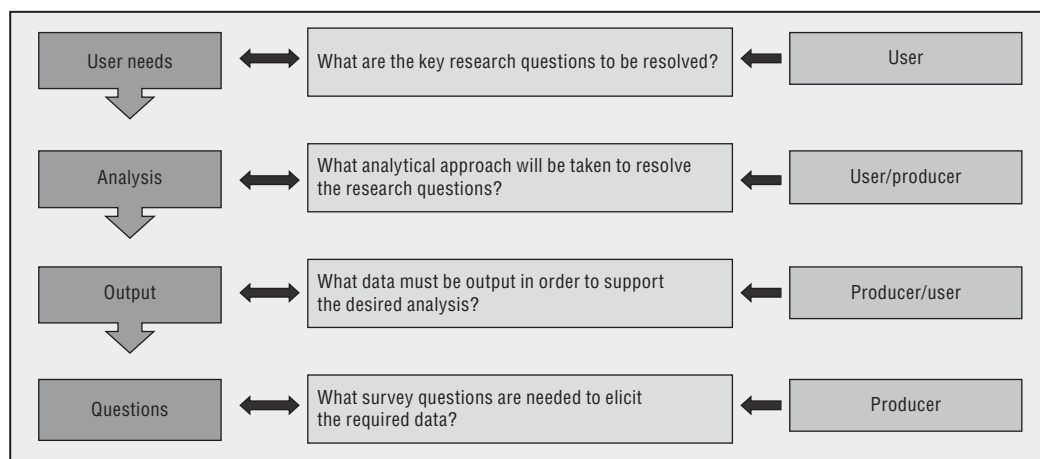 User needs
What are the key research questions to be resolved?
User
Analysis
What analytical approach will be taken to resolve
the research questions?
User/producer
Output
What data must be output in order to support
the desired analysis?
Producer/user
Questions
What survey questions are needed to elicit
the required data?
Producer